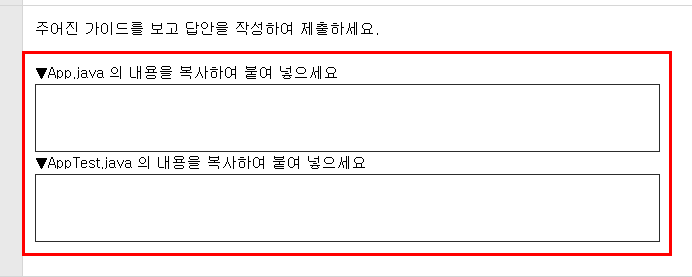 주어진 가이드를 보고 답안을 작성하여 제출하세요.
▼App.java 의 내용을 복사하여 붙여 넣으세요
▼AppTest.java 의 내용을 복사하여 붙여 넣으세요